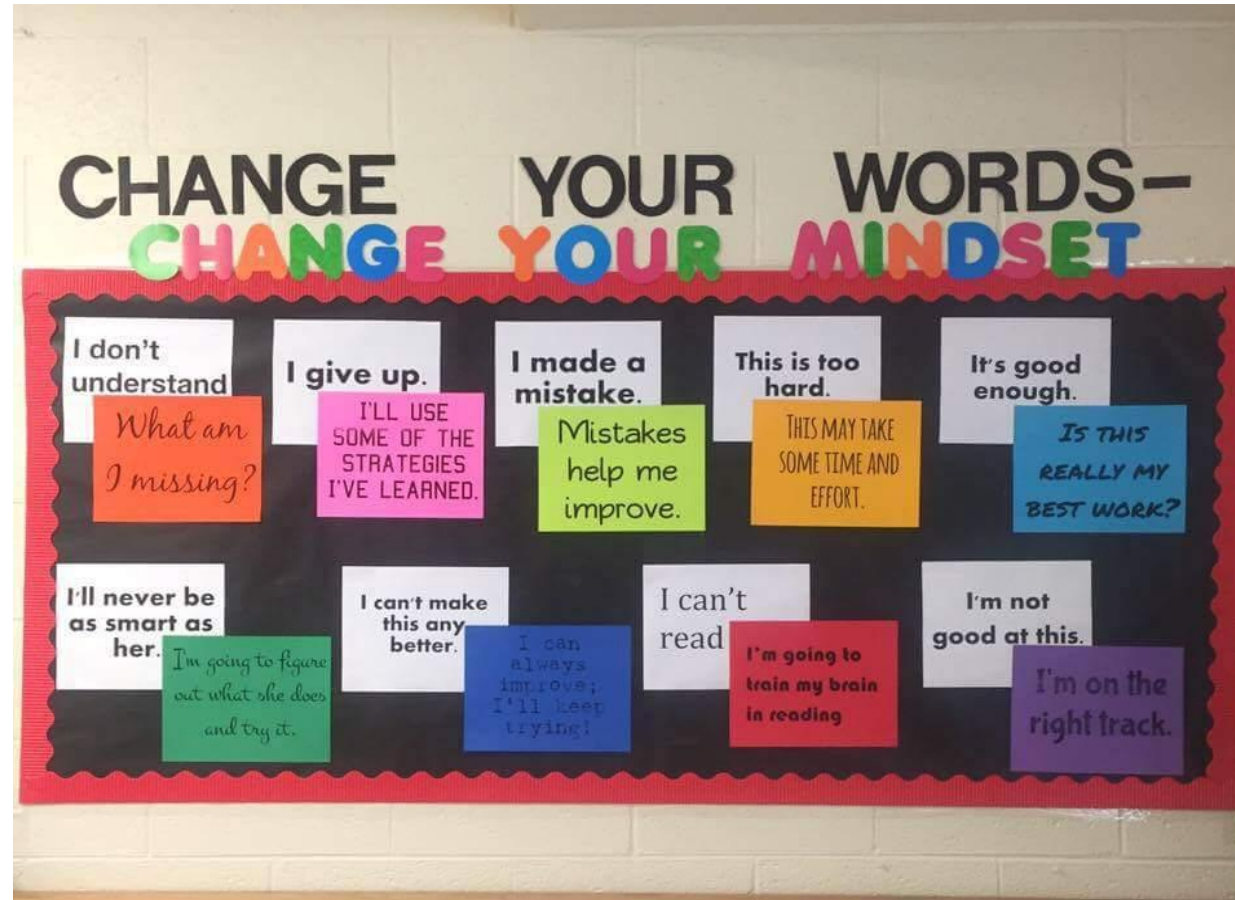 CHANGE YOUR WORDS-
CHANGE YOUR MINDSET
I don't
understand
What am
I missing?
I give up.
I'LL USE
SOME OF THE
STRATEGIES
I'VE LEARNED.
I made a
mistake.
Mistakes
help me
improve.
This is too
hard.
THIS MAY TAKE
SOME TIME AND
EFFORT.
It's good
enough.
IS THIS
REALLY MY
BEST WORK?
I'll never be
as smart as
her.
I'm going to figure
out what she does
and try it.
I can't make
this any
better.
I can
always
improve;
I'll keep
trying!
I can't
read
I'm going to
train my brain
in reading
I'm not
good at this.
I'm on the
right track.